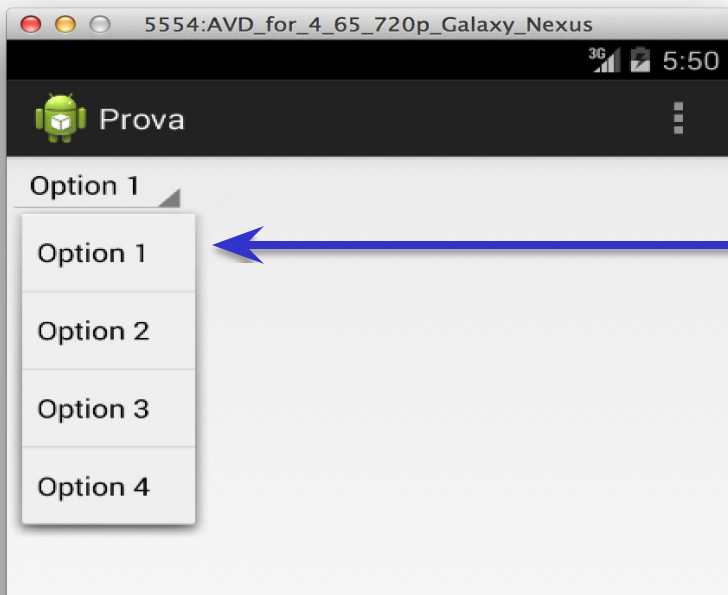 5554:AVD_for_4_65_720p_Galaxy_Nexus
3G 5:50
Prova
Option 1
Option 1
Option 2
Option 3
Option 4